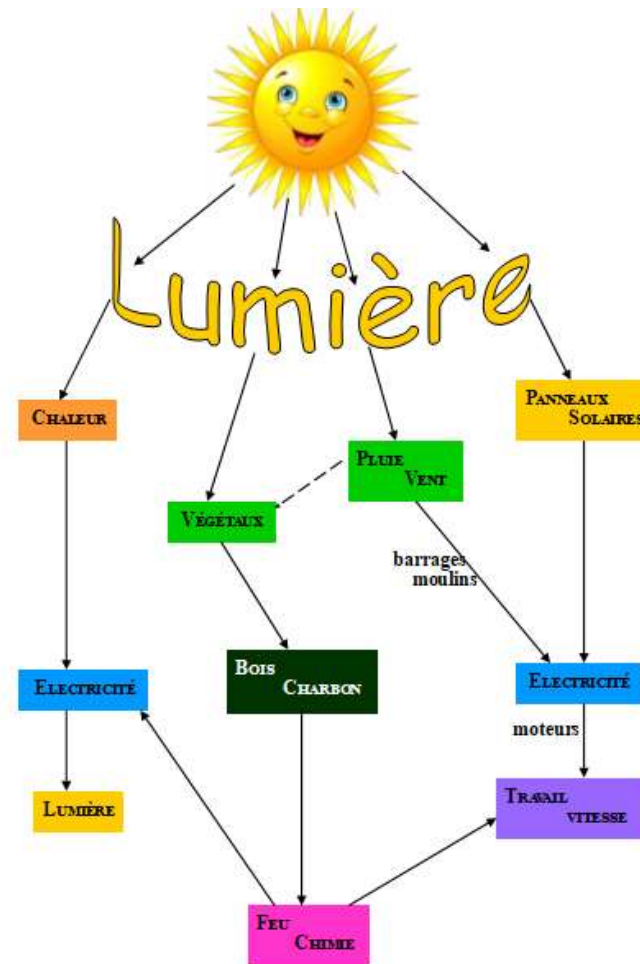 Lumière
CHALEUR
PANNEAUX
SOLAIRES
PLUIE
VENT
VÉGÉTAUX
barrages
moulins
BOIS
CHARBON
ELECTRICITÉ
ELECTRICITÉ
moteurs
LUMIÈRE
TRAVAIL
VITESSE
FEU
CHIMIE